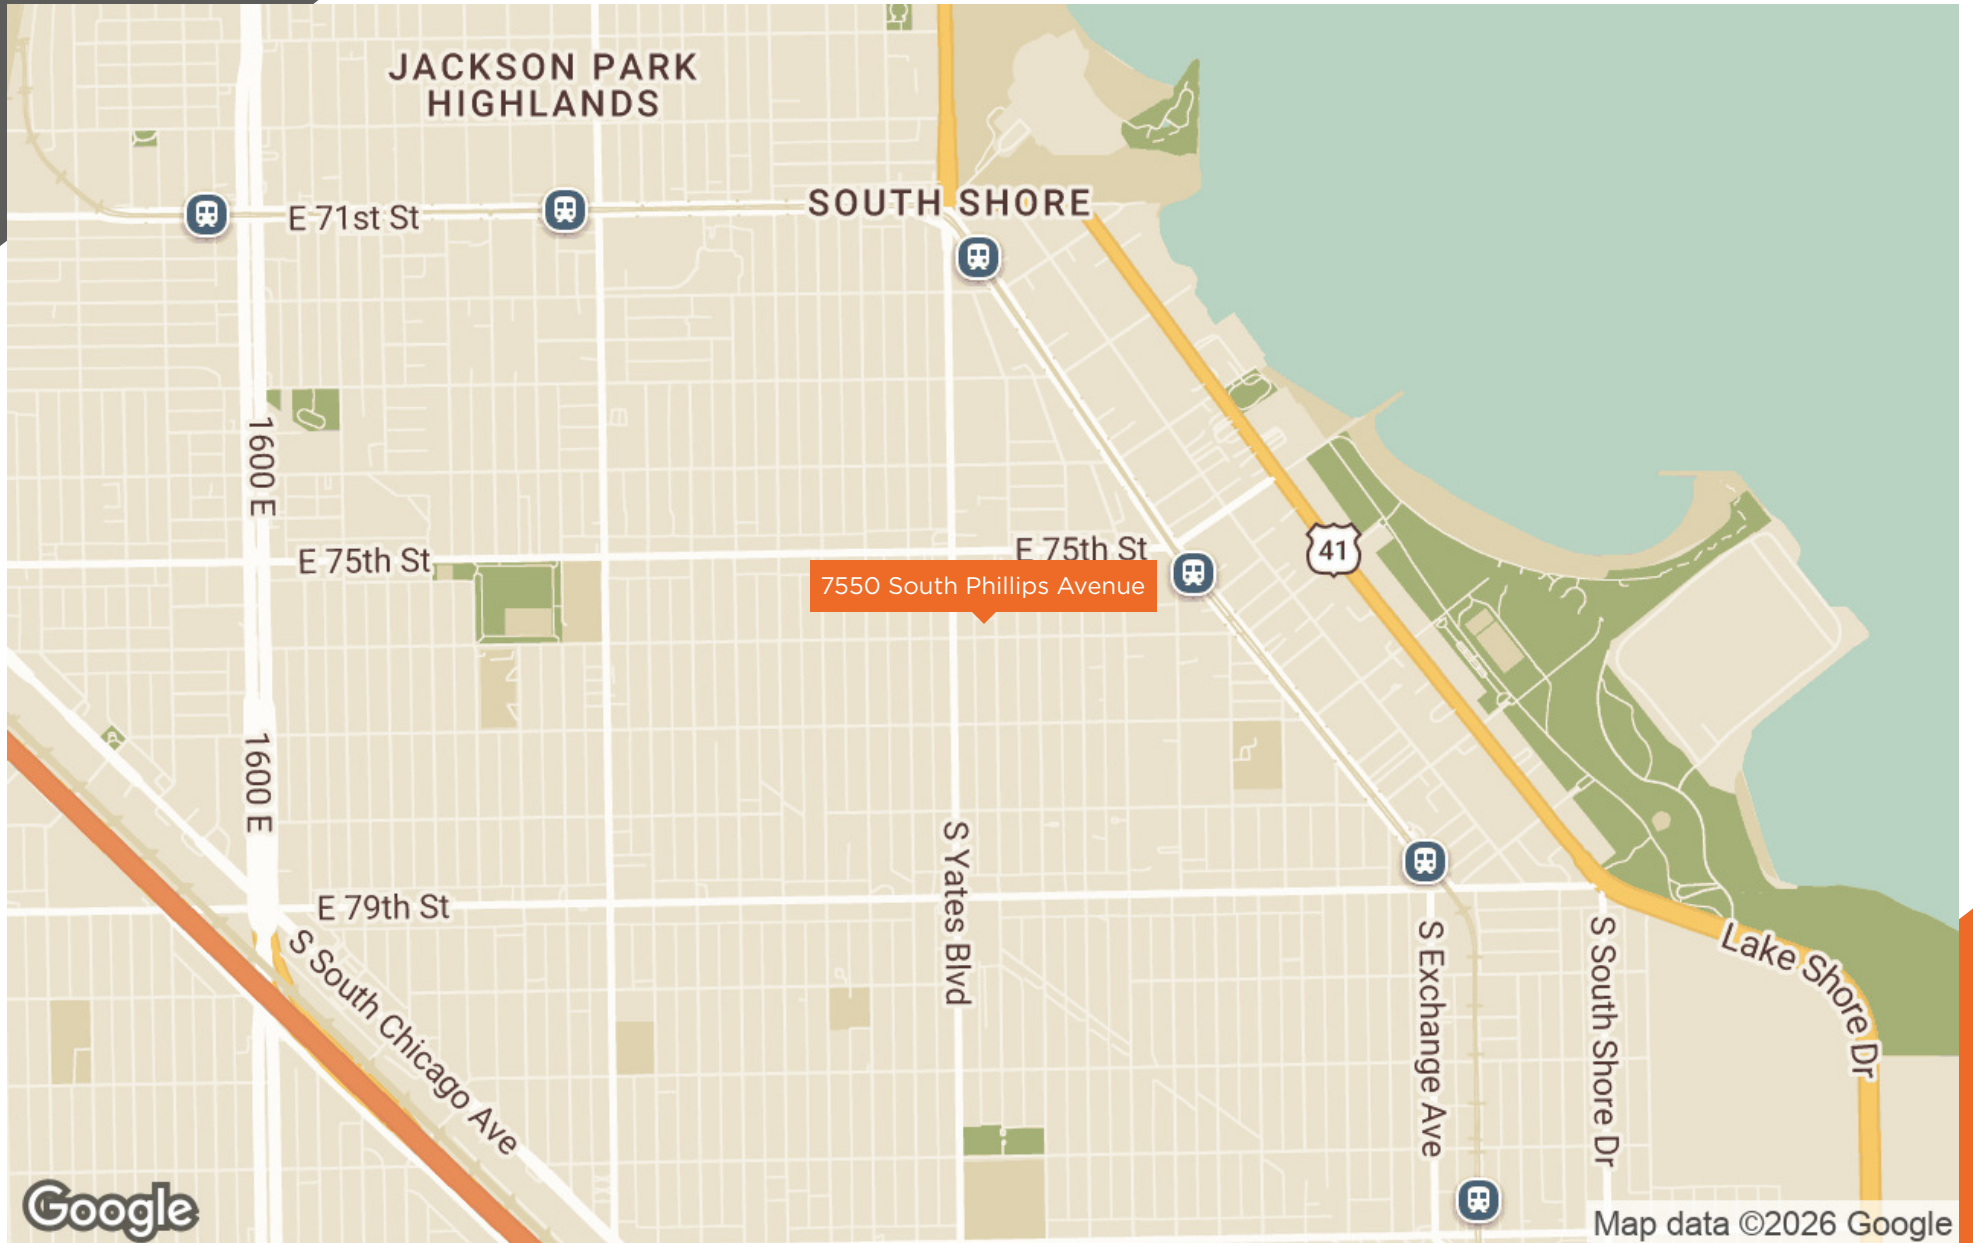 JACKSON PARK
HIGHLANDS
SOUTH SHORE
E 71st St
1600 E
E 75th St
E 75th St
41
7550 South Phillips Avenue
1600 E
S Yates Blvd
E 79th St
S South Chicago Ave
S Exchange Ave
S South Shore Dr
Lake Shore Dr
Google
Map data ©2026 Google